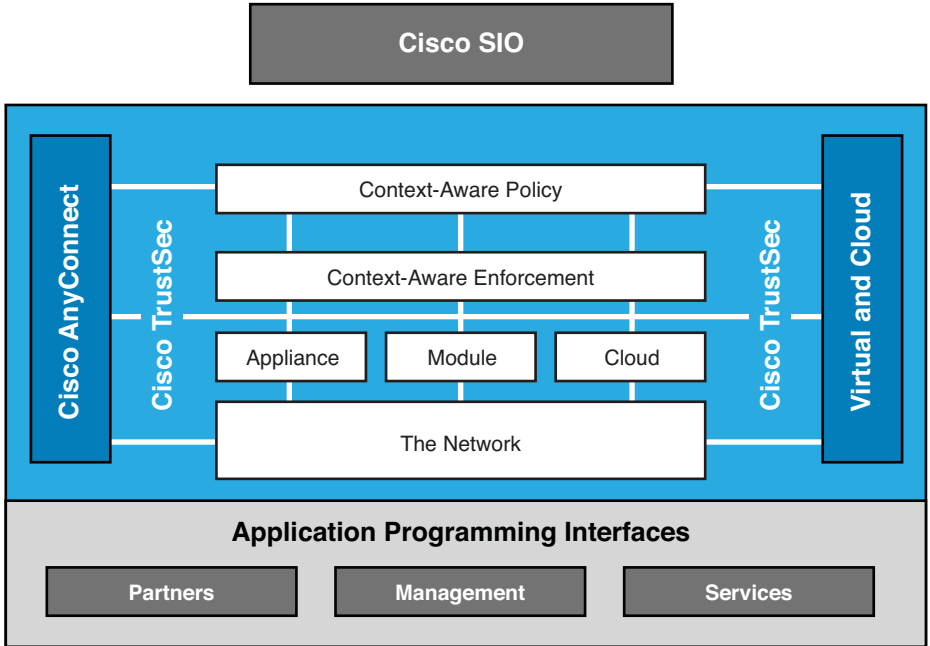 Cisco SIO
Cisco AnyConnect
Cisco TrustSec
Context-Aware Policy
Context-Aware Enforcement
Appliance
Module
Cloud
The Network
Cisco TrustSec
Virtual and Cloud
Application Programming Interfaces
Partners
Management
Services